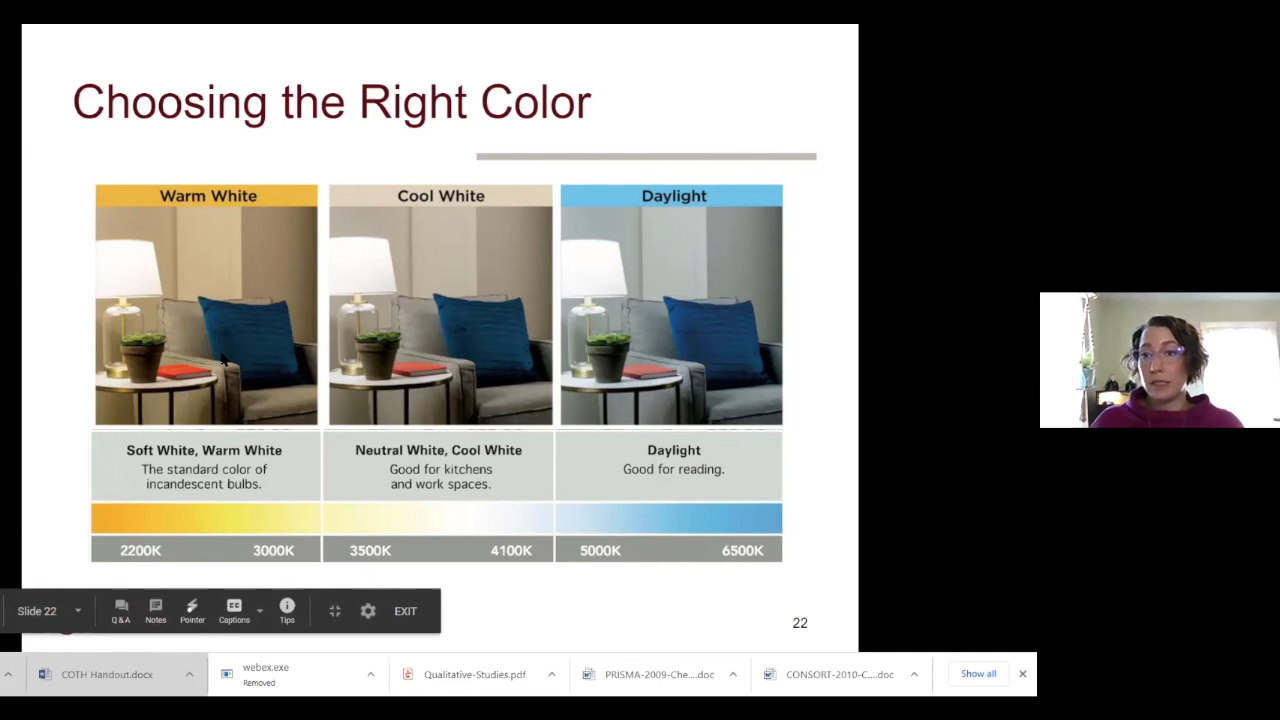 Choosing the Right Color
Warm White
Cool White
Daylight
Soft White, Warm White
The standard color of
incandescent bulbs.
Neutral White, Cool White
Good for kitchens
and work spaces.
Daylight
Good for reading.
2200K
3000K
3500K
4100K
5000K
6500K
Slide 22
Q & A
Notes
Pointer
CC
Captions
Tips
EXIT
22
COTH Handout.docx
webex.exe
Removed
Qualitative-Studies.pdf
PRISMA-2009-Che....doc
CONSORT-2010-C....doc
Show all